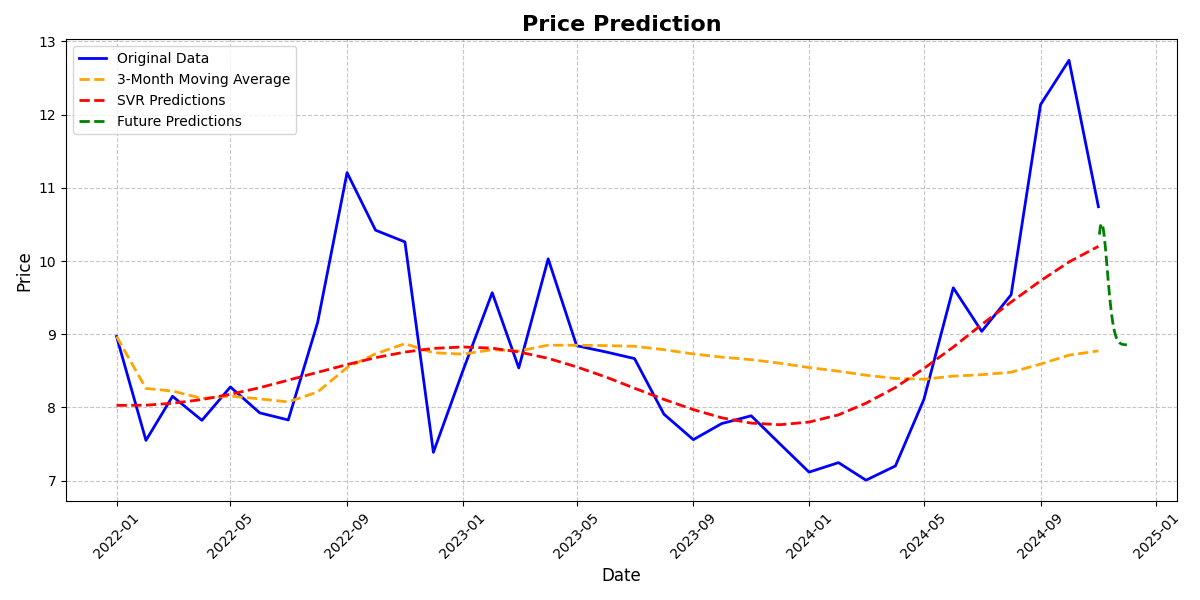 Price Prediction
Original Data
3-Month Moving Average
SVR Predictions
Future Predictions
Price
13
12
11
10
9
8
7
2022-01
2022-05
2022-09
2023-01
2023-05
2023-09
2024-01
2024-05
2024-09
2025-01
Date